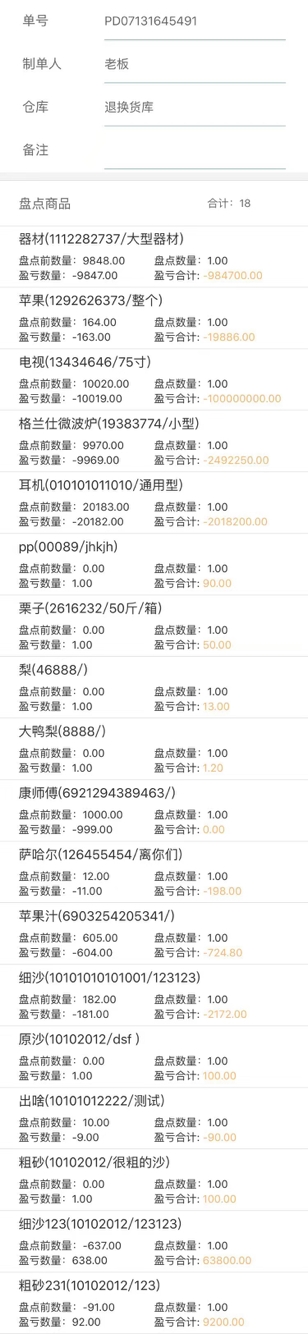 单号 PD07131645491
制单人 老板
仓库 退换货库
备注
盘点商品 合计：18
器材(1112282737/大型器材)
盘点前数量：9848.00 盘点数量：1.00
盈亏数量：-9847.00 盈亏合计: -984700.00
苹果(1292626373/整个)
盘点前数量：164.00 盘点数量：1.00
盈亏数量：-163.00 盈亏合计: -19886.00
电视(13434646/75寸)
盘点前数量：10020.00 盘点数量：1.00
盈亏数量：-10019.00 盈亏合计: -100000000.00
格兰仕微波炉(19383774/小型)
盘点前数量：9970.00 盘点数量：1.00
盈亏数量：-9969.00 盈亏合计: -2492250.00
耳机(010101011010/通用型)
盘点前数量：20183.00 盘点数量：1.00
盈亏数量：-20182.00 盈亏合计: -2018200.00
pp(00089/jhkjh)
盘点前数量：0.00 盘点数量：1.00
盈亏数量：1.00 盈亏合计: 90.00
栗子(2616232/50斤/箱)
盘点前数量：0.00 盘点数量：1.00
盈亏数量：1.00 盈亏合计: 50.00
梨(46888/)
盘点前数量：0.00 盘点数量：1.00
盈亏数量：1.00 盈亏合计: 13.00
大鸭梨(8888/)
盘点前数量：0.00 盘点数量：1.00
盈亏数量：1.00 盈亏合计: 1.20
康师傅(6921294389463/)
盘点前数量：1000.00 盘点数量：1.00
盈亏数量：-999.00 盈亏合计: 0.00
萨哈尔(126455454/离你们)
盘点前数量：12.00 盘点数量：1.00
盈亏数量：-11.00 盈亏合计: -198.00
苹果汁(6903254205341/)
盘点前数量：605.00 盘点数量：1.00
盈亏数量：-604.00 盈亏合计: -724.80
细沙(10101010101001/123123)
盘点前数量：182.00 盘点数量：1.00
盈亏数量：-181.00 盈亏合计: -2172.00
原沙(10102012/dsf )
盘点前数量：0.00 盘点数量：1.00
盈亏数量：1.00 盈亏合计: 100.00
出啥(10101012222/测试)
盘点前数量：10.00 盘点数量：1.00
盈亏数量：-9.00 盈亏合计: -90.00
粗砂(10102012/很粗的沙)
盘点前数量：0.00 盘点数量：1.00
盈亏数量：1.00 盈亏合计: 100.00
细沙123(10102012/123123)
盘点前数量：-637.00 盘点数量：1.00
盈亏数量：638.00 盈亏合计: 63800.00
粗砂231(10102012/123)
盘点前数量：-91.00 盘点数量：1.00
盈亏数量：92.00 盈亏合计: 9200.00